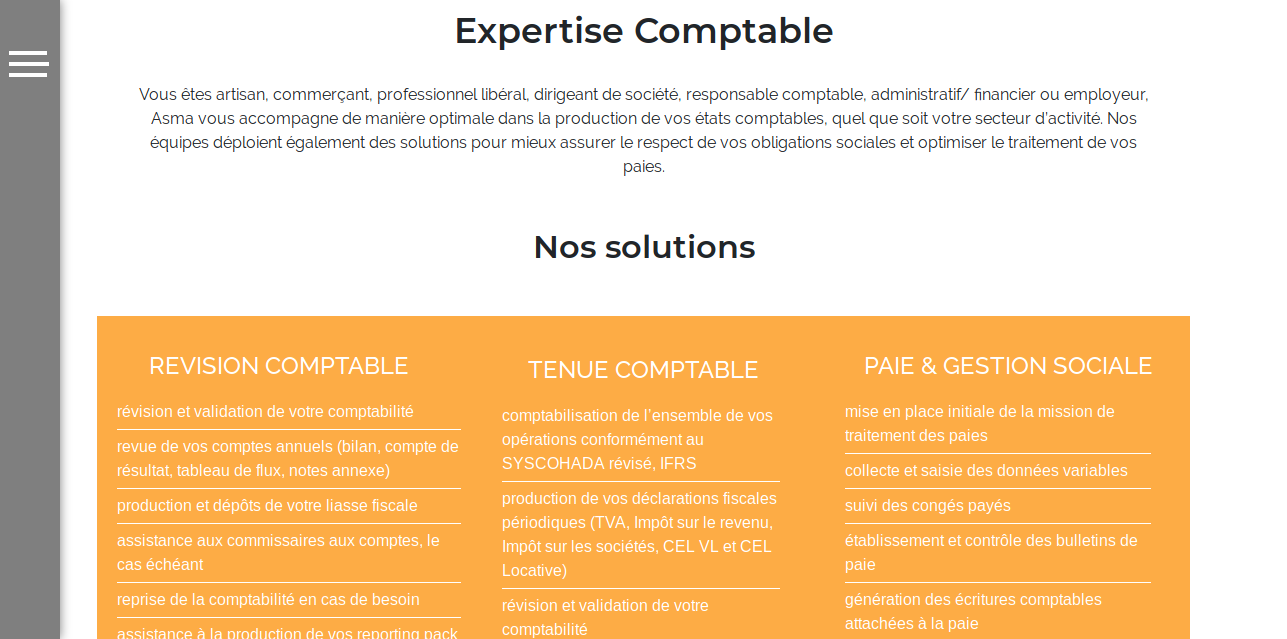 Expertise Comptable
Vous êtes artisan, commerçant, professionnel libéral, dirigeant de société, responsable comptable, administratif/ financier ou employeur,
Asma vous accompagne de manière optimale dans la production de vos états comptables, quel que soit votre secteur d’activité. Nos
équipes déploient également des solutions pour mieux assurer le respect de vos obligations sociales et optimiser le traitement de vos
paies.
Nos solutions
REVISION COMPTABLE
révision et validation de votre comptabilité
revue de vos comptes annuels (bilan, compte de
résultat, tableau de flux, notes annexe)
production et dépôts de votre liasse fiscale
assistance aux commissaires aux comptes, le
cas échéant
reprise de la comptabilité en cas de besoin
assistance à la production de vos reporting pack
TENUE COMPTABLE
comptabilisation de l’ensemble de vos
opérations conformément au
SYSCOHADA révisé, IFRS
production de vos déclarations fiscales
périodiques (TVA, Impôt sur le revenu,
Impôt sur les sociétés, CEL VL et CEL
Locative)
révision et validation de votre
comptabilité
PAIE & GESTION SOCIALE
mise en place initiale de la mission de
traitement des paies
collecte et saisie des données variables
suivi des congés payés
établissement et contrôle des bulletins de
paie
génération des écritures comptables
attachées à la paie